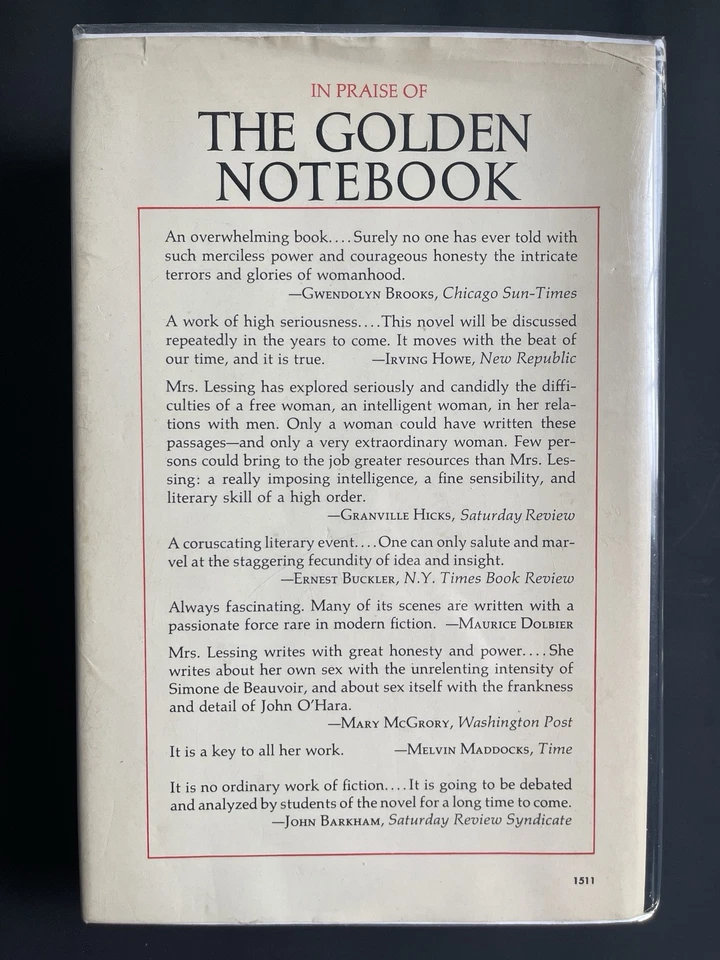 IN PRAISE OF
THE GOLDEN
NOTEBOOK
An overwhelming book....Surely no one has ever told with
such merciless power and courageous honesty the intricate
terrors and glories of womanhood.
—GWENDOLYN BROOKS, Chicago Sun-Times
A work of high seriousness....This novel will be discussed
repeatedly in the years to come. It moves with the beat of
our time, and it is true. —IRVING HOWE, New Republic
Mrs. Lessing has explored seriously and candidly the diffi-
culties of a free woman, an intelligent woman, in her rela-
tions with men. Only a woman could have written these
passages—and only a very extraordinary woman. Few per-
sons could bring to the job greater resources than Mrs. Les-
sing: a really imposing intelligence, a fine sensibility, and
literary skill of a high order.
—GRANVILLE HICKS, Saturday Review
A coruscating literary event....One can only salute and mar-
vel at the staggering fecundity of idea and insight.
—ERNEST BUCKLER, N.Y. Times Book Review
Always fascinating. Many of its scenes are written with a
passionate force rare in modern fiction. —MAURICE DOLBIER
Mrs. Lessing writes with great honesty and power....She
writes about her own sex with the unrelenting intensity of
Simone de Beauvoir, and about sex itself with the frankness
and detail of John O'Hara.
—MARY MCGRORY, Washington Post
It is a key to all her work. —MELVIN MADDOCKS, Time
It is no ordinary work of fiction....It is going to be debated
and analyzed by students of the novel for a long time to come.
—JOHN BARKHAM, Saturday Review Syndicate
1511